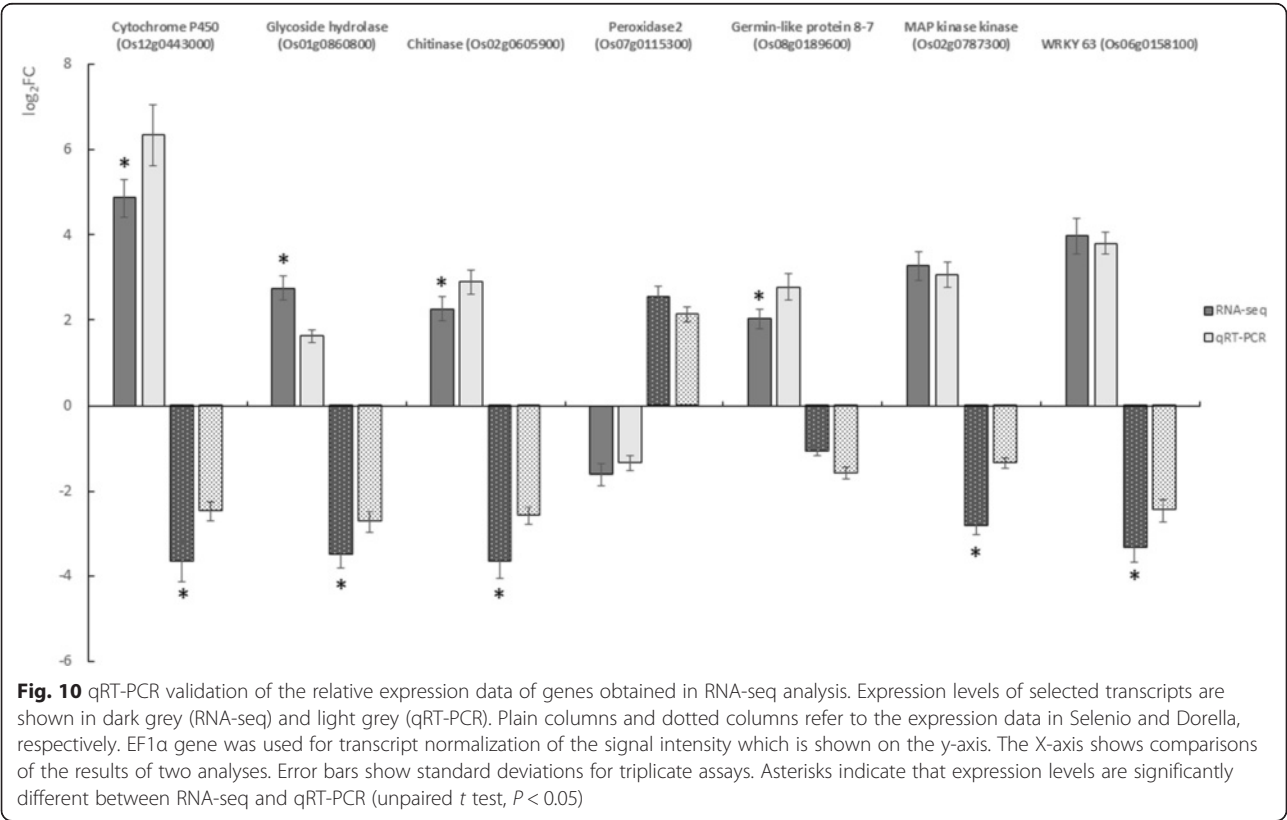 Cytochrome P450
(Os12g0443000)
Glycoside hydrolase
(Os01g0860800)
Chitinase (Os02g0605900)
Peroxidase2
(Os07g0115300)
Germin-like protein 8-7
(Os08g0189600)
MAP kinase kinase
(Os02g0787300)
WRKY 63 (Os06g0158100)
log₂FC
8
6
4
2
0
-2
-4
-6
*
*
*
*
*
*
*
*
*
RNA-seq
qRT-PCR
Fig. 10 qRT-PCR validation of the relative expression data of genes obtained in RNA-seq analysis. Expression levels of selected transcripts are
shown in dark grey (RNA-seq) and light grey (qRT-PCR). Plain columns and dotted columns refer to the expression data in Selenio and Dorella,
respectively. EF1α gene was used for transcript normalization of the signal intensity which is shown on the y-axis. The X-axis shows comparisons
of the results of two analyses. Error bars show standard deviations for triplicate assays. Asterisks indicate that expression levels are significantly
different between RNA-seq and qRT-PCR (unpaired t test, P < 0.05)